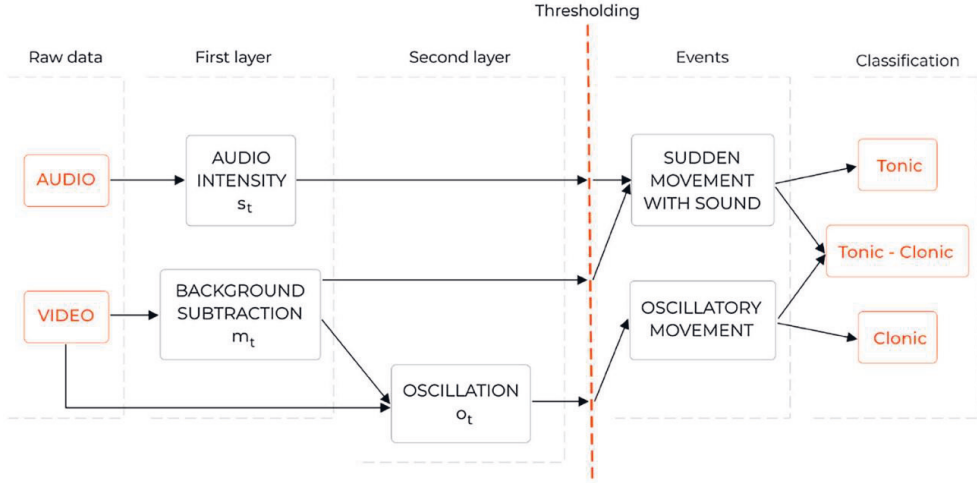 Thresholding
Raw data
First layer
Second layer
Events
Classification
AUDIO
AUDIO
INTENSITY
st
SUDDEN
MOVEMENT
WITH SOUND
Tonic
Tonic - Clonic
VIDEO
BACKGROUND
SUBTRACTION
mt
OSCILLATORY
MOVEMENT
Clonic
OSCILLATION
ot